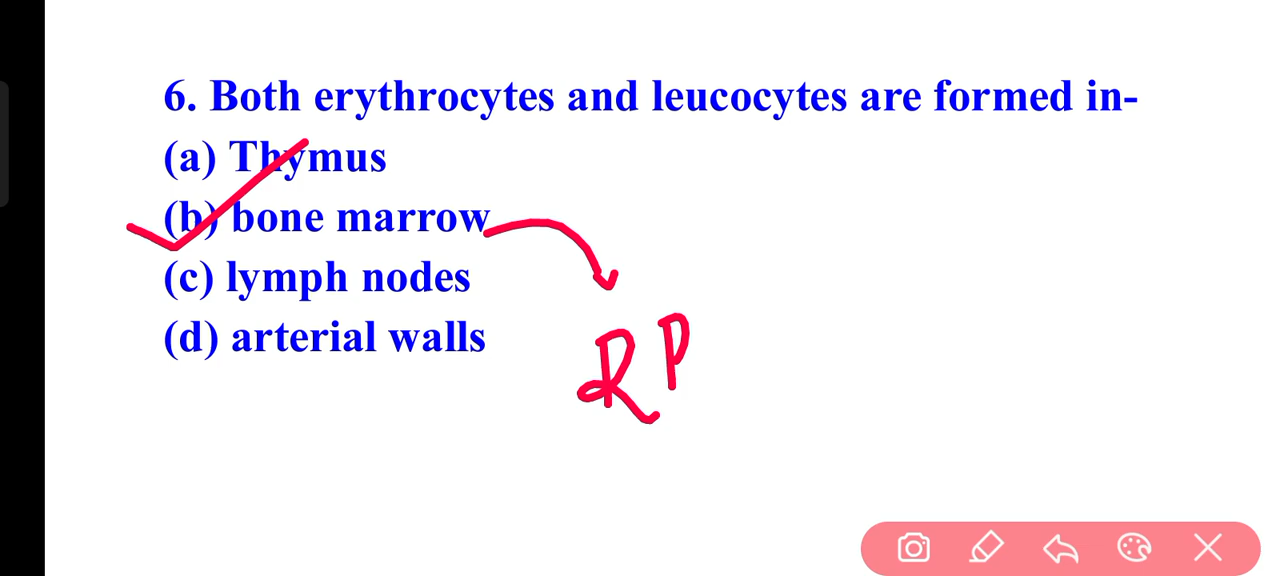 6. Both erythrocytes and leucocytes are formed in-
(a) Thymus
(b) bone marrow
(c) lymph nodes
(d) arterial walls
RP